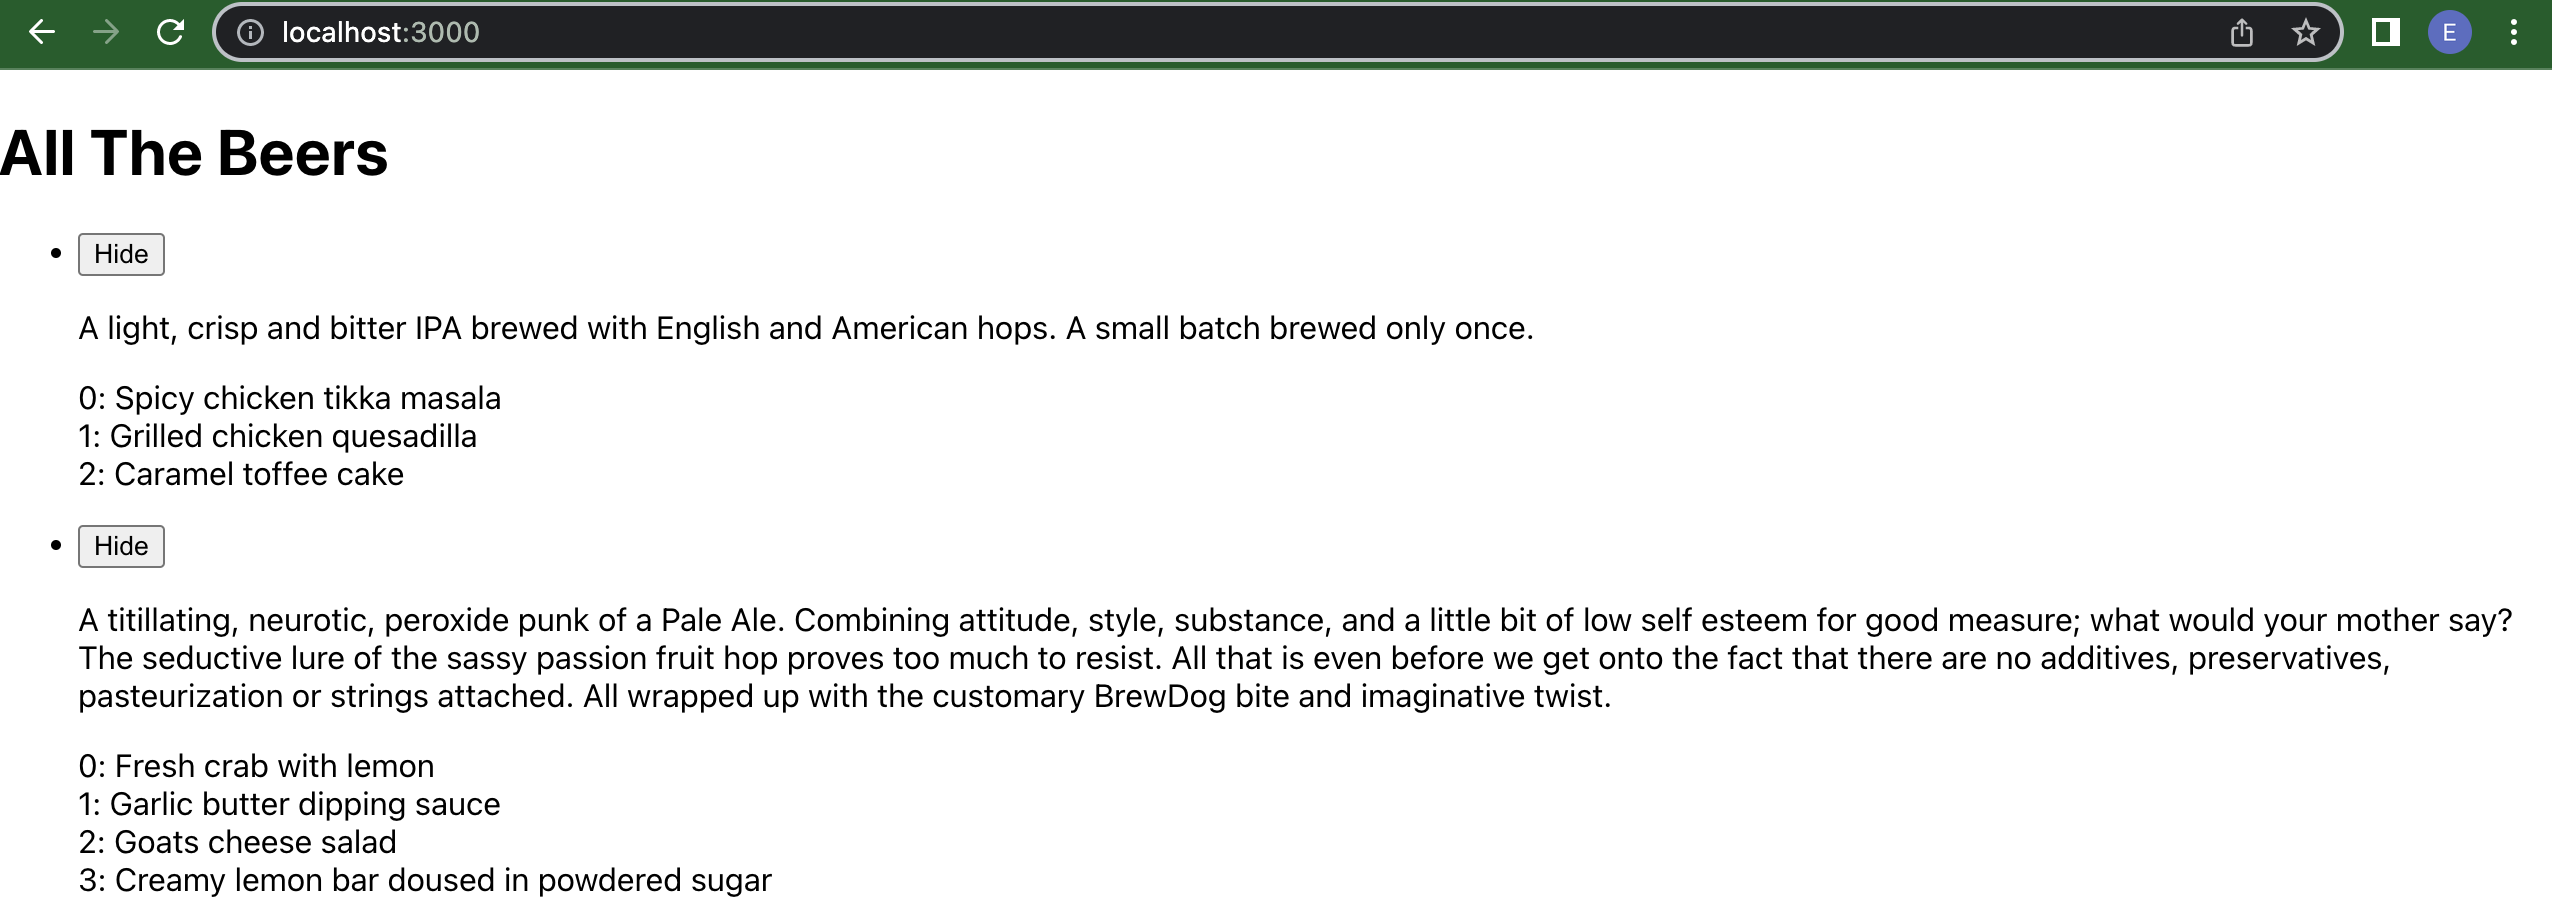 localhost:3000
E
All The Beers
Hide
A light, crisp and bitter IPA brewed with English and American hops. A small batch brewed only once.
0: Spicy chicken tikka masala
1: Grilled chicken quesadilla
2: Caramel toffee cake
Hide
A titillating, neurotic, peroxide punk of a Pale Ale. Combining attitude, style, substance, and a little bit of low self esteem for good measure; what would your mother say?
The seductive lure of the sassy passion fruit hop proves too much to resist. All that is even before we get onto the fact that there are no additives, preservatives,
pasteurization or strings attached. All wrapped up with the customary BrewDog bite and imaginative twist.
0: Fresh crab with lemon
1: Garlic butter dipping sauce
2: Goats cheese salad
3: Creamy lemon bar doused in powdered sugar